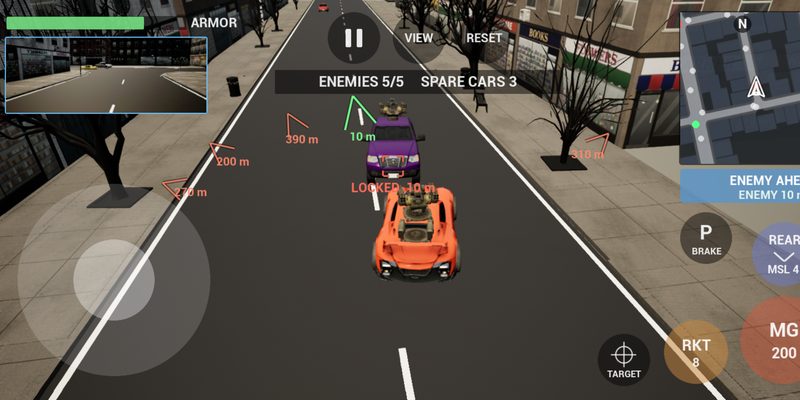 ARMOR
VIEW
RESET
N
ENEMIES 5/5 SPARE CARS 3
BOOKS
390 m
10 m
200 m
310 m
270 m
LOCKED 10 m
ENEMY AHE
ENEMY 10 m
P
BRAKE
REAR
MSL 4
MG
200
RKT
8
TARGET